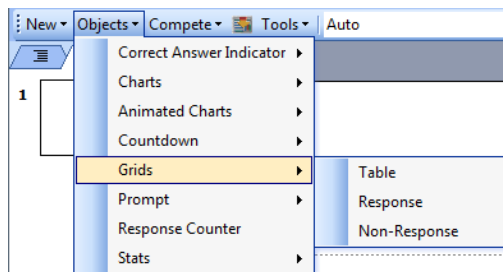 New Objects Compete Tools Auto
Correct Answer Indicator
1
Charts
Animated Charts
Countdown
Grids
Table
Prompt
Response
Response Counter
Non-Response
Stats